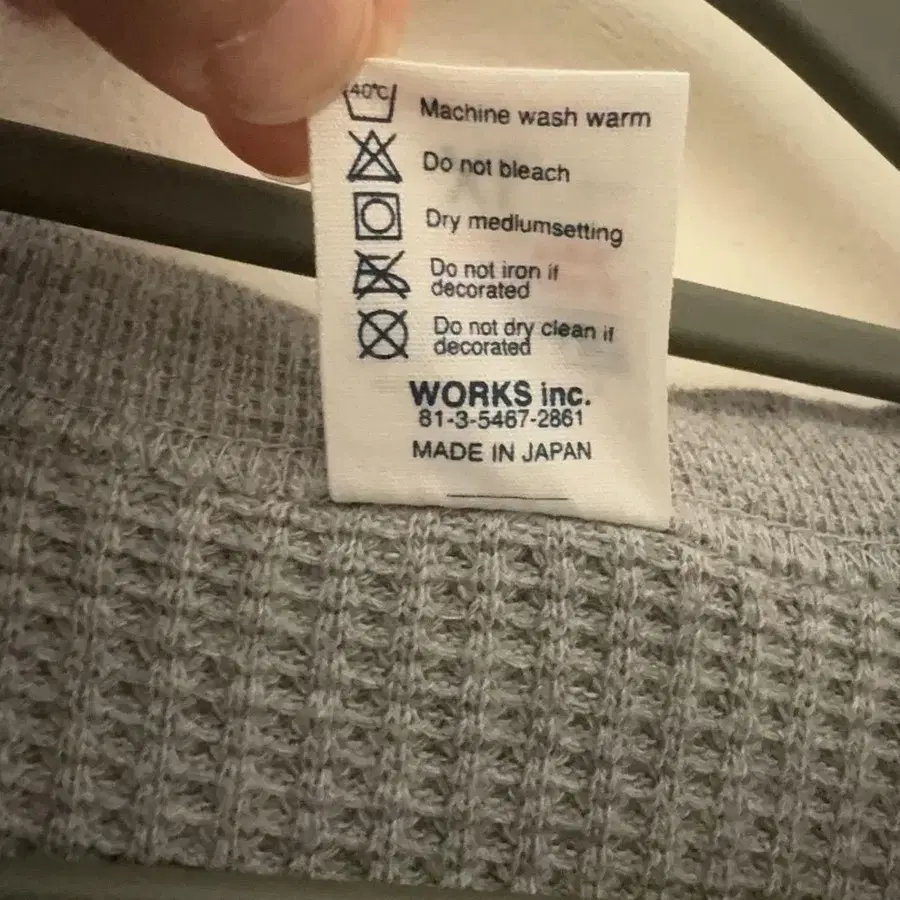 40℃ Machine wash warm
Do not bleach
Dry mediumsetting
Do not iron if
decorated
Do not dry clean if
decorated
WORKS inc.
81-3-5467-2861
MADE IN JAPAN